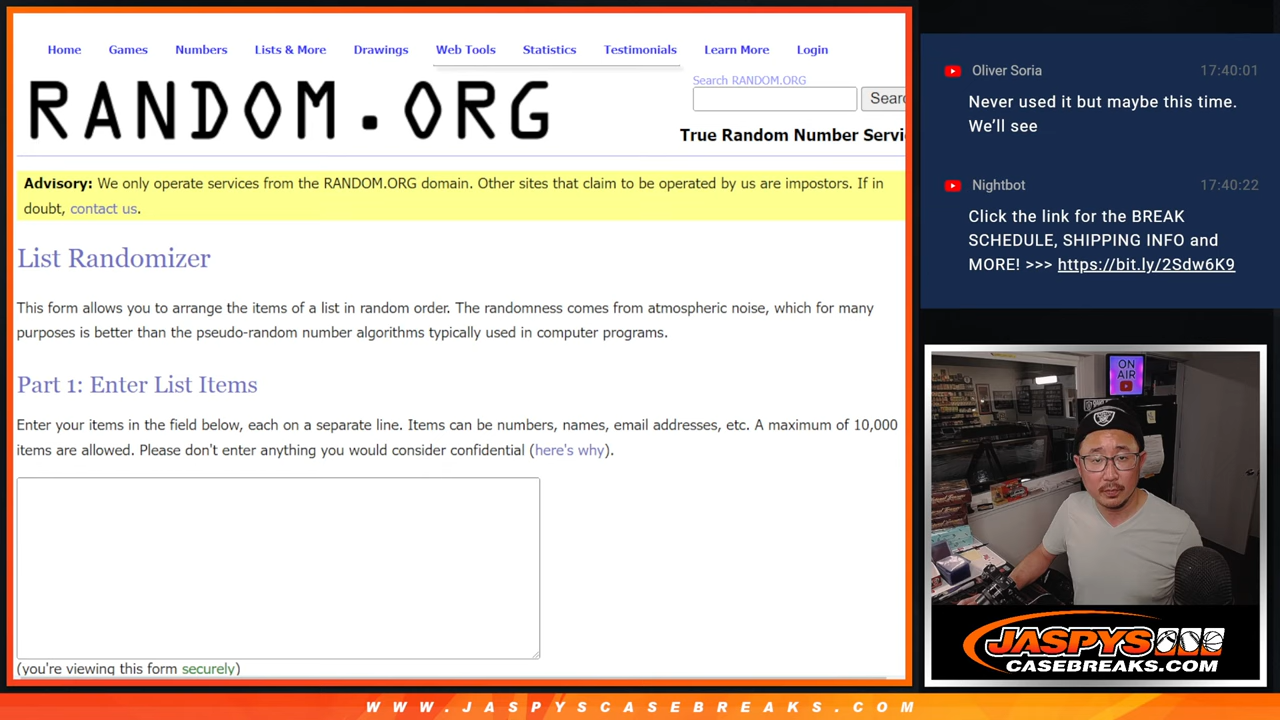 Home Games Numbers Lists & More Drawings Web Tools Statistics Testimonials Learn More Login
RANDOM.ORG
Search RANDOM.ORG
Searc
True Random Number Servi
Advisory: We only operate services from the RANDOM.ORG domain. Other sites that claim to be operated by us are impostors. If in
doubt, contact us.
List Randomizer
This form allows you to arrange the items of a list in random order. The randomness comes from atmospheric noise, which for many
purposes is better than the pseudo-random number algorithms typically used in computer programs.
Part 1: Enter List Items
Enter your items in the field below, each on a separate line. Items can be numbers, names, email addresses, etc. A maximum of 10,000
items are allowed. Please don't enter anything you would consider confidential (here's why).
(you're viewing this form securely)
Oliver Soria 17:40:01
Never used it but maybe this time.
We'll see
Nightbot 17:40:22
Click the link for the BREAK
SCHEDULE, SHIPPING INFO and
MORE! >>> https://bit.ly/2Sdw6K9
ON
AIR
JASPYS
CASEBREAKS.COM
WWW.JASPYSCASEBREAKS.COM